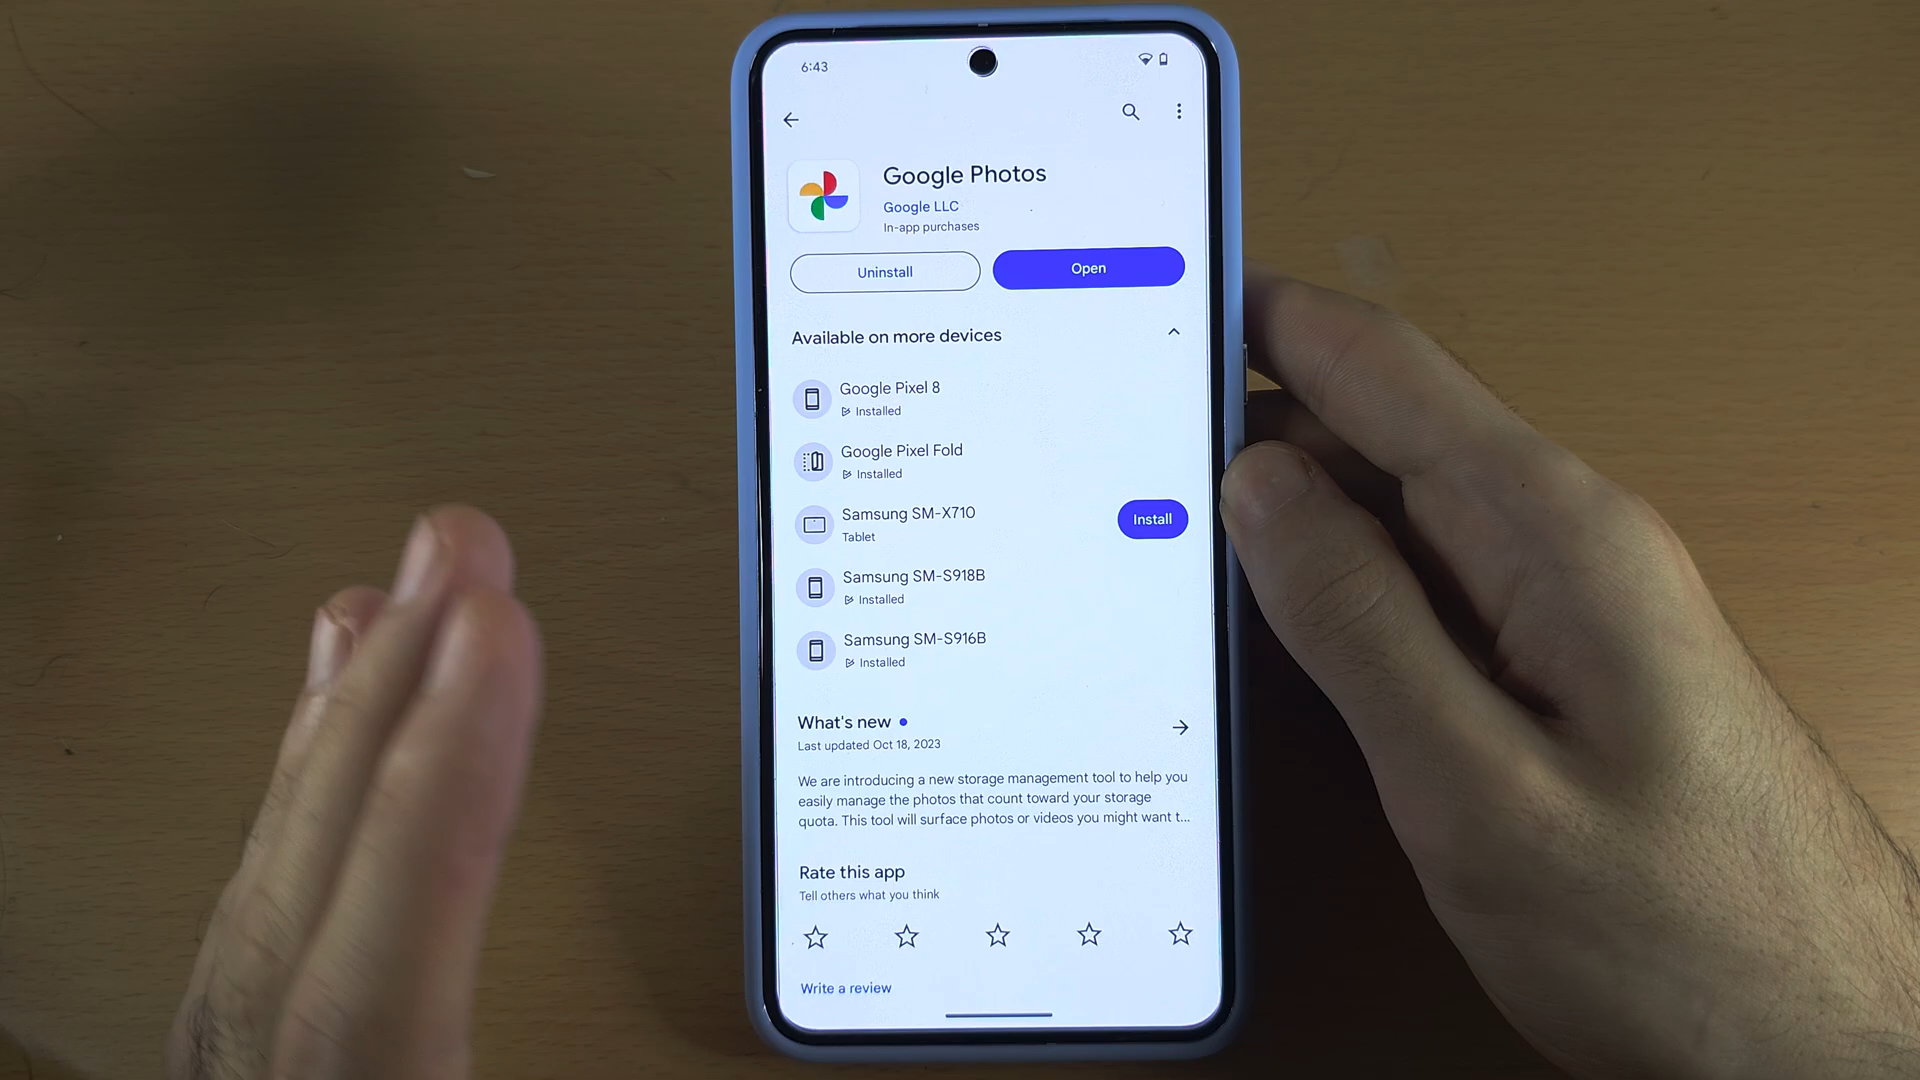 6:43
Google Photos
Google LLC
In-app purchases
Uninstall
Open
Available on more devices
Google Pixel 8
Installed
Google Pixel Fold
Installed
Samsung SM-X710
Tablet
Install
Samsung SM-S918B
Installed
Samsung SM-S916B
Installed
What's new
Last updated Oct 18, 2023
We are introducing a new storage management tool to help you
easily manage the photos that count toward your storage
quota. This tool will surface photos or videos you might want t...
Rate this app
Tell others what you think
Write a review